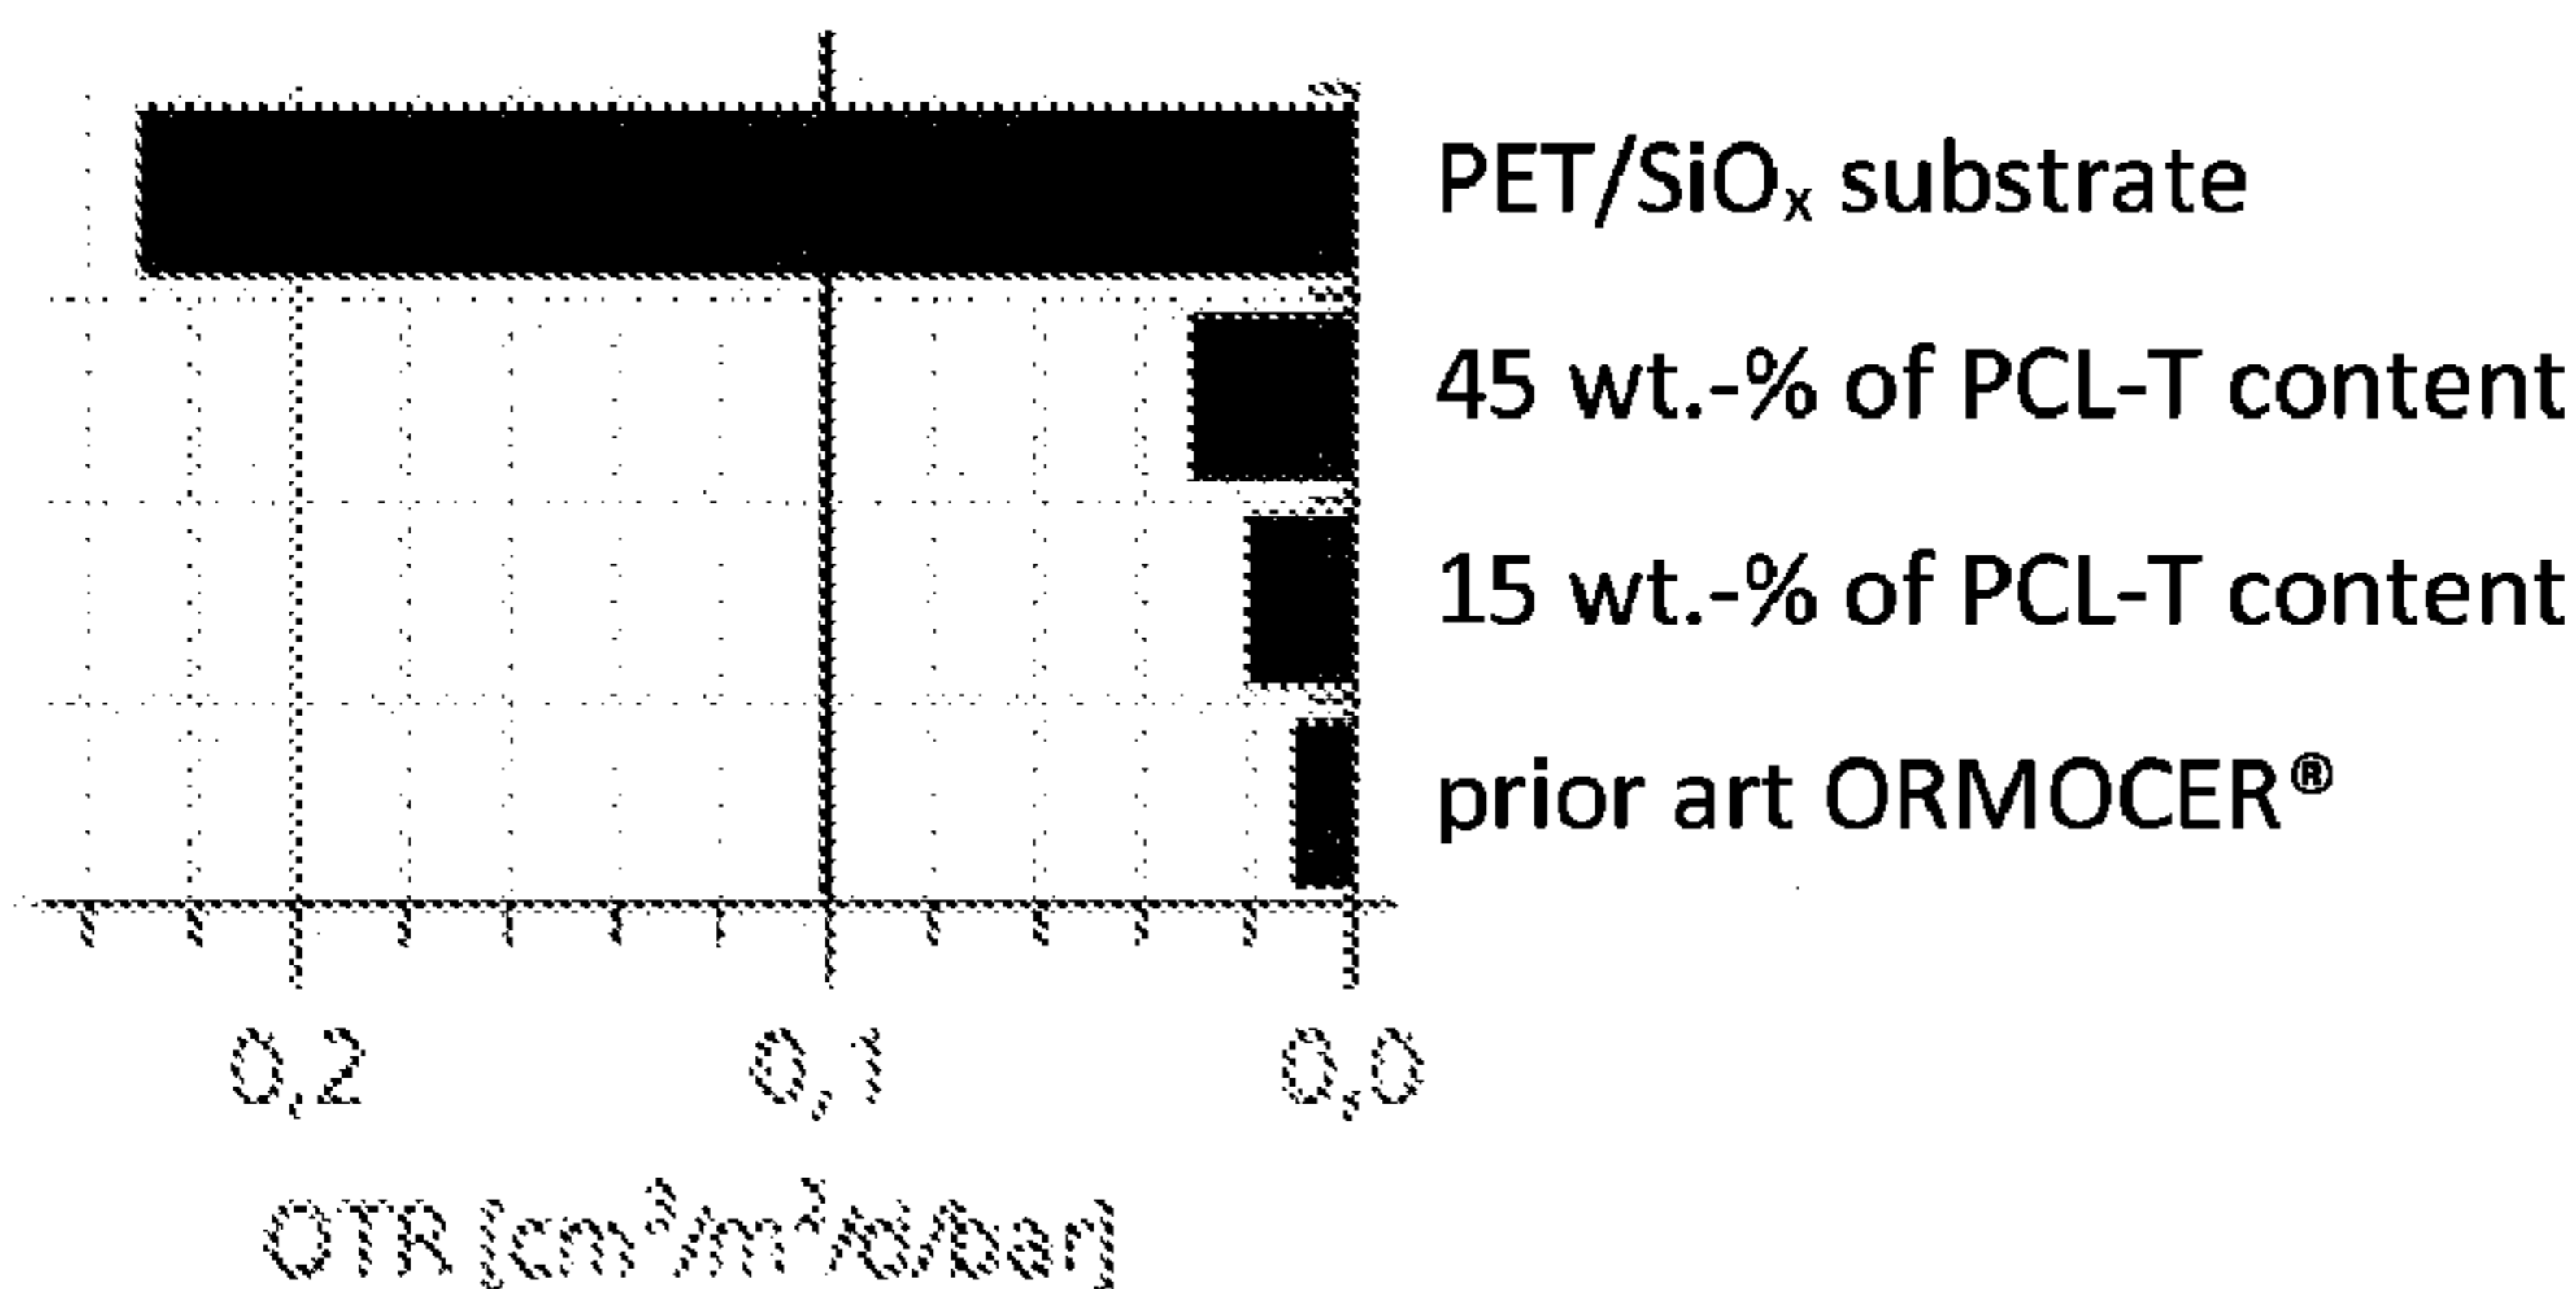 PET/SiOₓ substrate
45 wt.-% of PCL-T content
15 wt.-% of PCL-T content
prior art ORMOCER®
0,2 0,1 0,0
OTR [cm³/m²/d/bar]